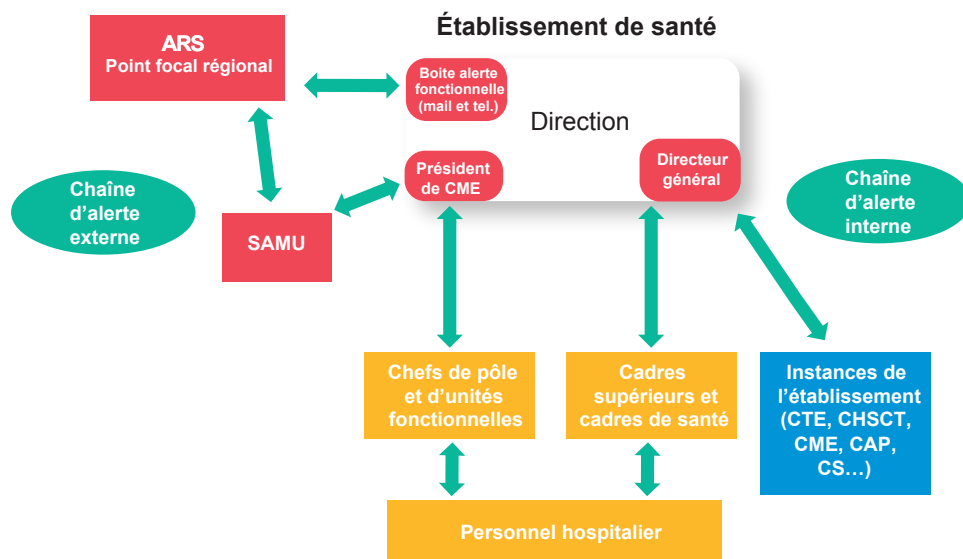 Établissement de santé
ARS
Point focal régional
Boite alerte
fonctionnelle
(mail et tel.)
Direction
Président
de CME
Directeur
général
Chaîne
d'alerte
externe
SAMU
Chaîne
d'alerte
interne
Chefs de pôle
et d'unités
fonctionnelles
Cadres
supérieurs et
cadres de santé
Instances de
l'établissement
(CTE, CHSCT,
CME, CAP,
CS…)
Personnel hospitalier